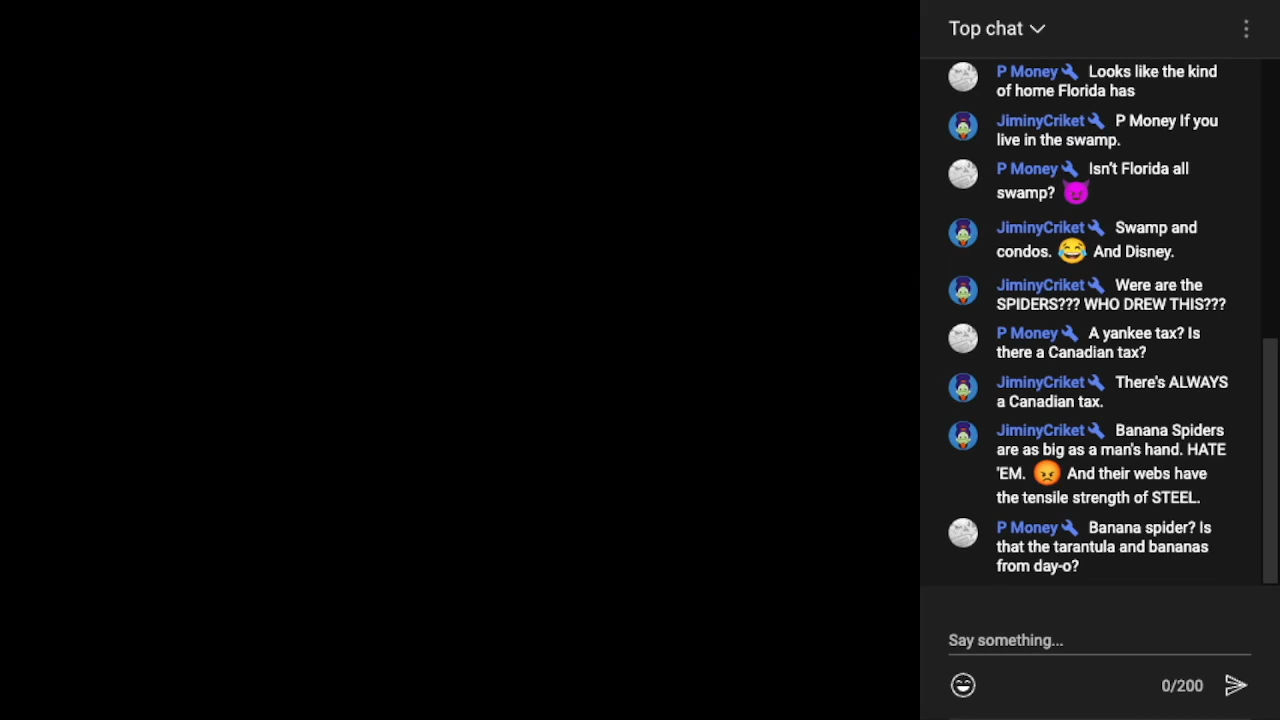 Top chat
P Money Looks like the kind
of home Florida has
JiminyCriket P Money If you
live in the swamp.
P Money Isn't Florida all
swamp? 😈
JiminyCriket Swamp and
condos. 😂 And Disney.
JiminyCriket Were are the
SPIDERS??? WHO DREW THIS???
P Money A yankee tax? Is
there a Canadian tax?
JiminyCriket There's ALWAYS
a Canadian tax.
JiminyCriket Banana Spiders
are as big as a man's hand. HATE
'EM. 😡 And their webs have
the tensile strength of STEEL.
P Money Banana spider? Is
that the tarantula and bananas
from day-o?
Say something...
0/200